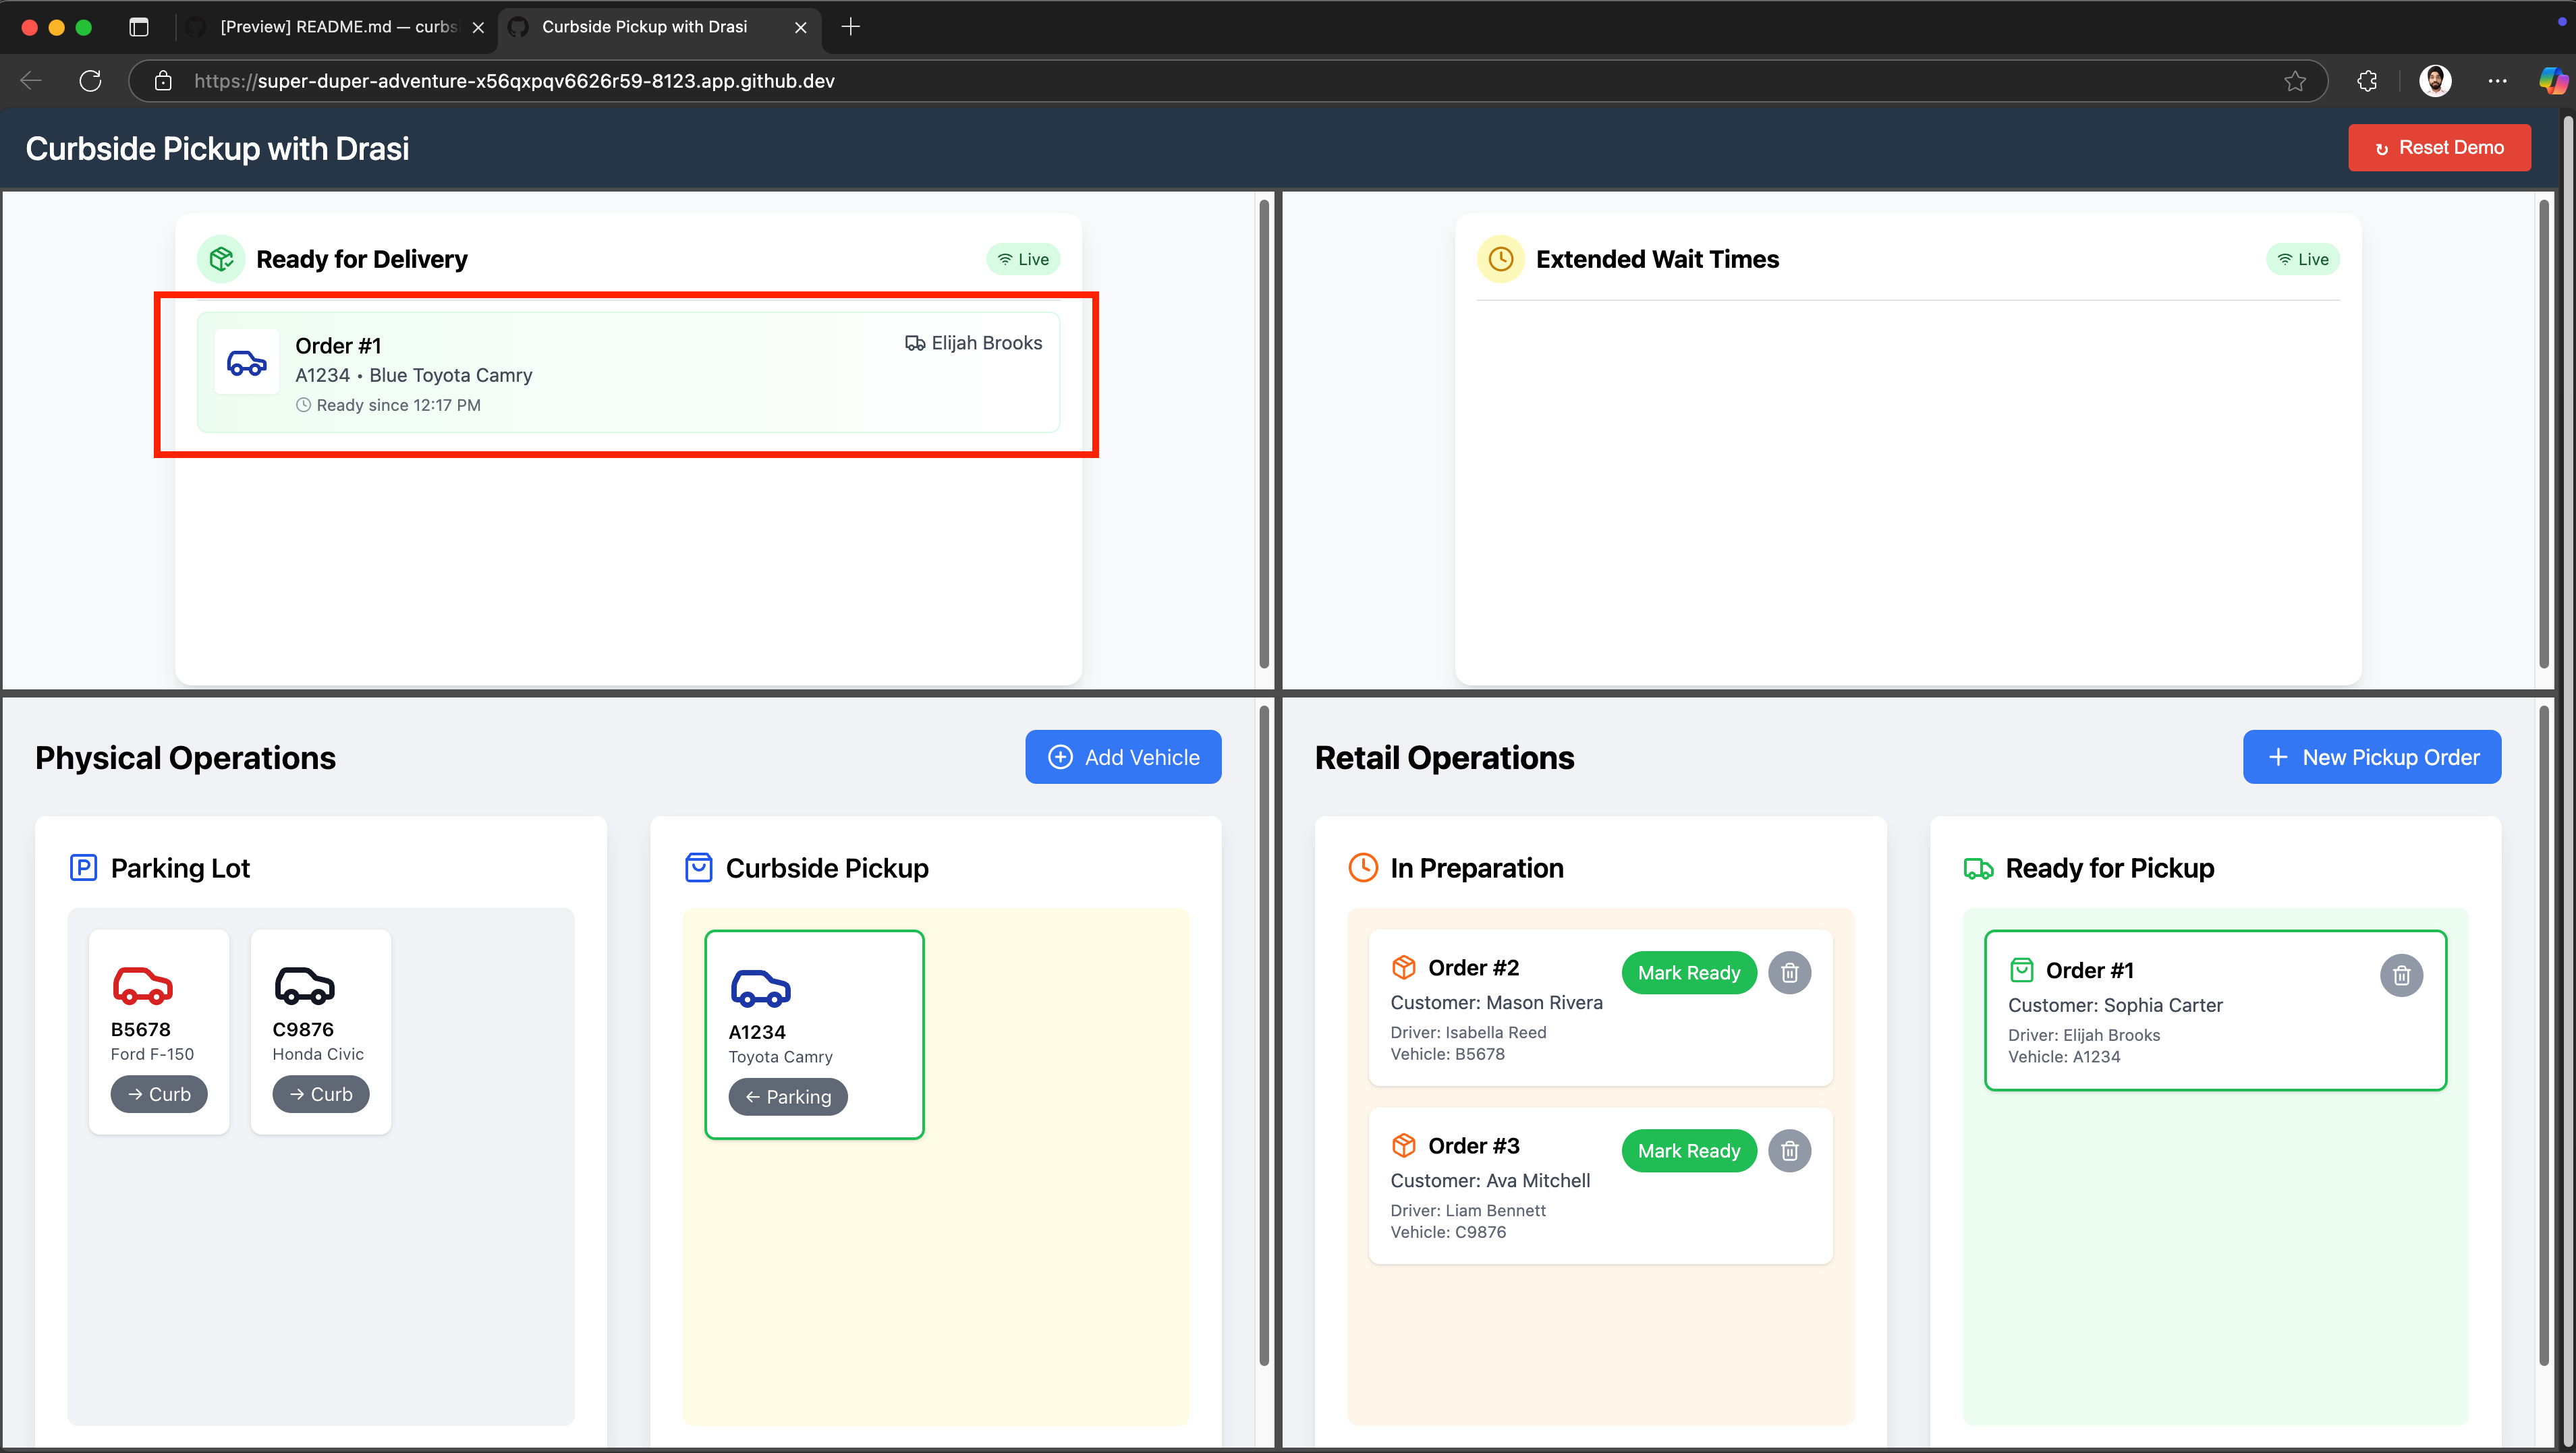 [Preview] README.md — curbs
Curbside Pickup with Drasi
https://super-duper-adventure-x56qxpqv6626r59-8123.app.github.dev
Curbside Pickup with Drasi
Reset Demo
Ready for Delivery
Live
Order #1
Elijah Brooks
A1234 • Blue Toyota Camry
Ready since 12:17 PM
Extended Wait Times
Live
Physical Operations
Add Vehicle
Parking Lot
B5678
Ford F-150
→ Curb
C9876
Honda Civic
→ Curb
Curbside Pickup
A1234
Toyota Camry
← Parking
Retail Operations
+ New Pickup Order
In Preparation
Order #2
Mark Ready
Customer: Mason Rivera
Driver: Isabella Reed
Vehicle: B5678
Order #3
Mark Ready
Customer: Ava Mitchell
Driver: Liam Bennett
Vehicle: C9876
Ready for Pickup
Order #1
Customer: Sophia Carter
Driver: Elijah Brooks
Vehicle: A1234